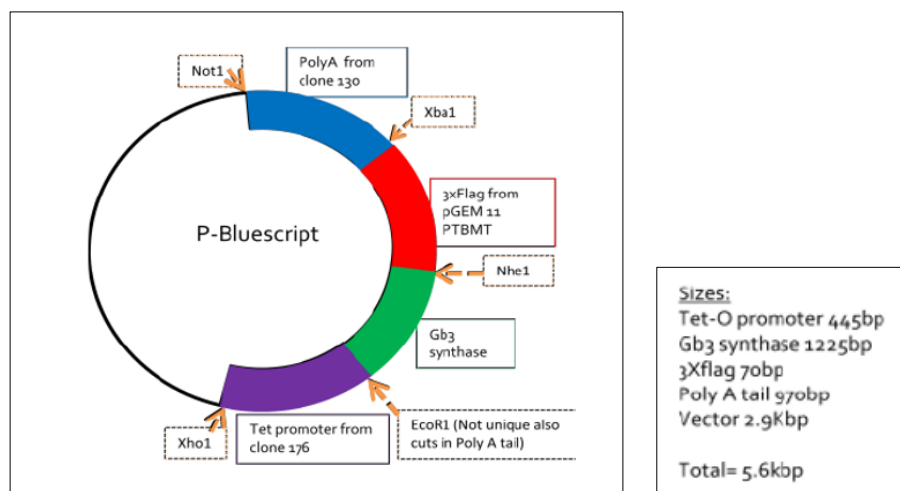 PolyA from
clone 130
Not1
Xba1
3xFlag from
pGEM 11
PTBMT
P-Bluescript
Nhe1
Gb3
synthase
EcoR1 (Not unique also
cuts in Poly A tail)
Tet promoter from
clone 176
Xho1
Sizes:
Tet-O promoter 445bp
Gb3 synthase 1225bp
3Xflag 70bp
Poly A tail 970bp
Vector 2.9Kbp
Total= 5.6kbp